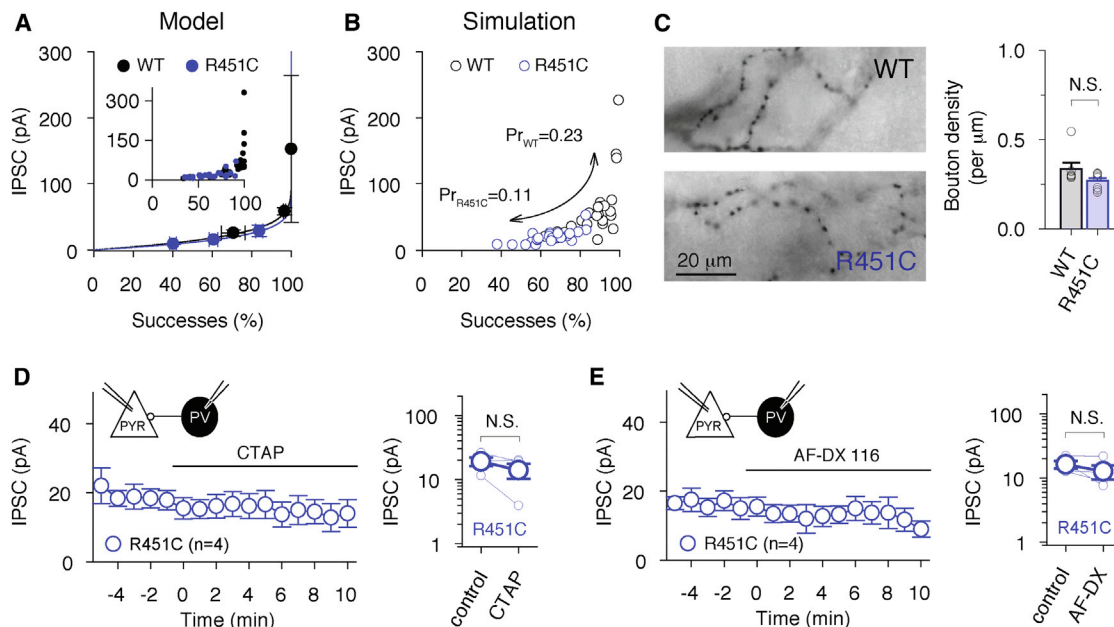 A
Model
WT
R451C
IPSC (pA)
300
200
100
0
300
150
0
0 50 100
0 20 40 60 80 100
Successes (%)
B
Simulation
WT
R451C
IPSC (pA)
300
200
100
0
PrWT=0.23
PrR451C=0.11
0 20 40 60 80 100
Successes (%)
C
WT
R451C
20 µm
Bouton density
(per µm)
1.0
0.5
0.0
N.S.
WT
R451C
D
PYR
PV
CTAP
IPSC (pA)
40
20
0
R451C (n=4)
-4 -2 0 2 4 6 8 10
Time (min)
IPSC (pA)
100
10
1
N.S.
R451C
control
CTAP
E
PYR
PV
AF-DX 116
IPSC (pA)
40
20
0
R451C (n=4)
-4 -2 0 2 4 6 8 10
Time (min)
IPSC (pA)
100
10
1
N.S.
R451C
control
AF-DX